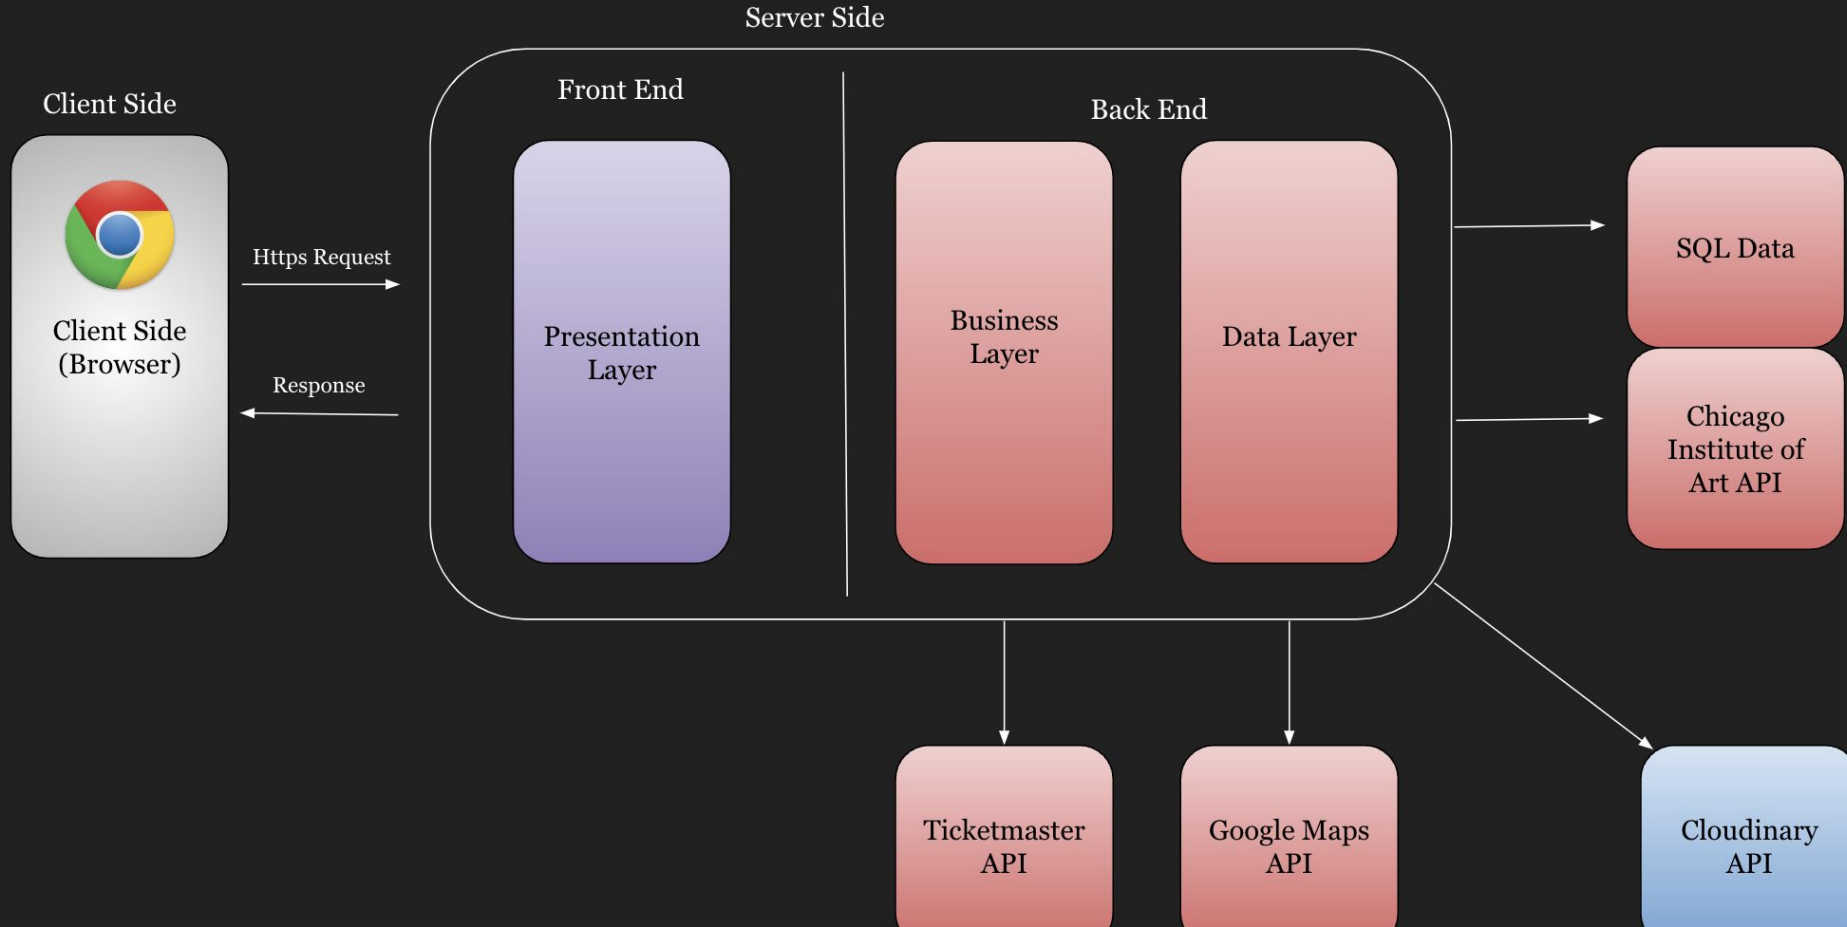 Server Side
Client Side
Front End
Back End
Client Side
(Browser)
Https Request
Response
Presentation
Layer
Business
Layer
Data Layer
SQL Data
Chicago
Institute of
Art API
Ticketmaster
API
Google Maps
API
Cloudinary
API